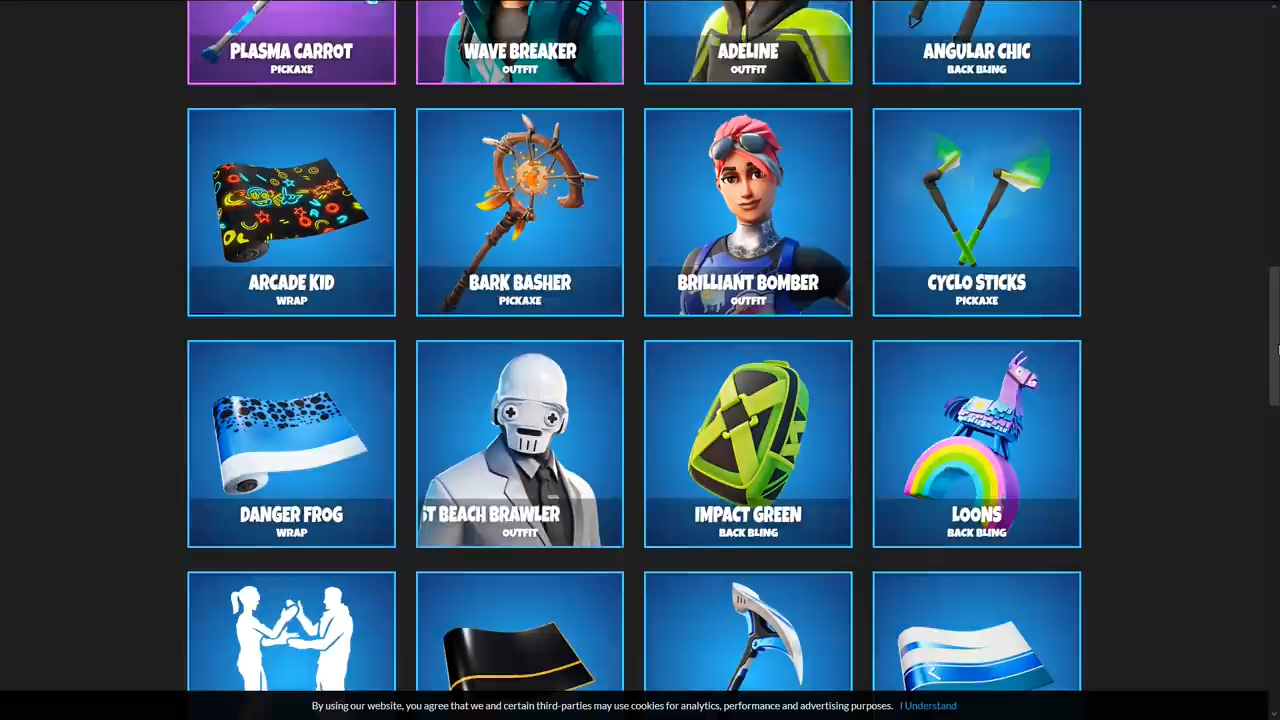 PLASMA CARROT
PICKAXE
WAVE BREAKER
OUTFIT
ADELINE
OUTFIT
ANGULAR CHIC
BACK BLING
ARCADE KID
WRAP
BARK BASHER
PICKAXE
BRILLIANT BOMBER
OUTFIT
CYCLO STICKS
PICKAXE
DANGER FROG
WRAP
ST BEACH BRAWLER
OUTFIT
IMPACT GREEN
BACK BLING
LOONS
BACK BLING
By using our website, you agree that we and certain third-parties may use cookies for analytics, performance and advertising purposes. I Understand